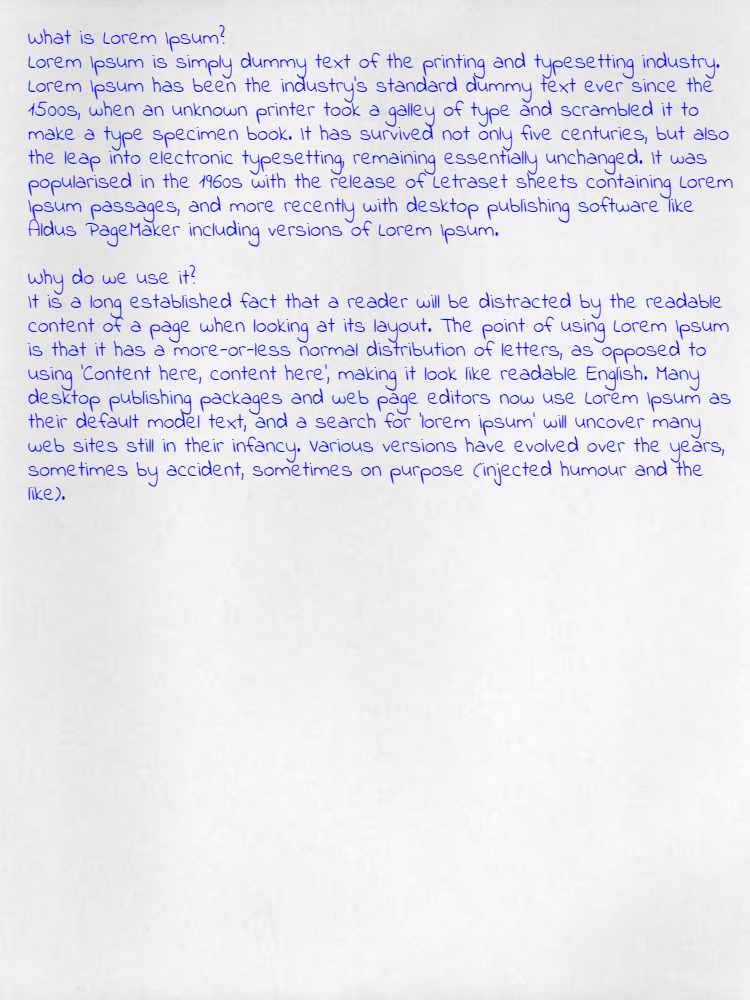 What is Lorem Ipsum?
Lorem Ipsum is simply dummy text of the printing and typesetting industry.
Lorem Ipsum has been the industry's standard dummy text ever since the
1500s, when an unknown printer took a galley of type and scrambled it to
make a type specimen book. It has survived not only five centuries, but also
the leap into electronic typesetting, remaining essentially unchanged. It was
popularised in the 1960s with the release of Letraset sheets containing Lorem
Ipsum passages, and more recently with desktop publishing software like
Aldus PageMaker including versions of Lorem Ipsum.

Why do we use it?
It is a long established fact that a reader will be distracted by the readable
content of a page when looking at its layout. The point of using Lorem Ipsum
is that it has a more-or-less normal distribution of letters, as opposed to
using 'Content here, content here', making it look like readable English. Many
desktop publishing packages and web page editors now use Lorem Ipsum as
their default model text, and a search for 'lorem ipsum' will uncover many
web sites still in their infancy. Various versions have evolved over the years,
sometimes by accident, sometimes on purpose (injected humour and the
like).